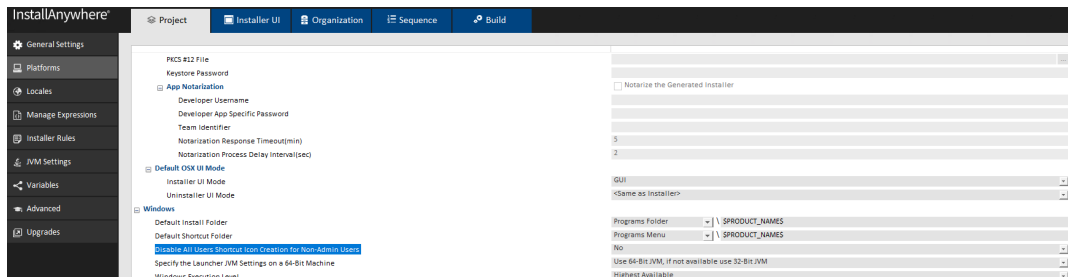 InstallAnywhere®
Project
Installer UI
Organization
Sequence
Build
General Settings
Platforms
Locales
Manage Expressions
Installer Rules
JVM Settings
Variables
Advanced
Upgrades
PKCS #12 File ...
Keystore Password
App Notarization Notarize the Generated Installer
Developer Username
Developer App Specific Password
Team Identifier
Notarization Response Timeout(min) 5
Notarization Process Delay Interval(sec) 2
Default OSX UI Mode
Installer UI Mode GUI
Uninstaller UI Mode <Same as Installer>
Windows
Default Install Folder Programs Folder \ $PRODUCT_NAME$
Default Shortcut Folder Programs Menu \ $PRODUCT_NAME$
Disable All Users Shortcut Icon Creation for Non-Admin Users No
Specify the Launcher JVM Settings on a 64-Bit Machine Use 64-Bit JVM, if not available use 32-Bit JVM
Windows Execution Level Highest Available